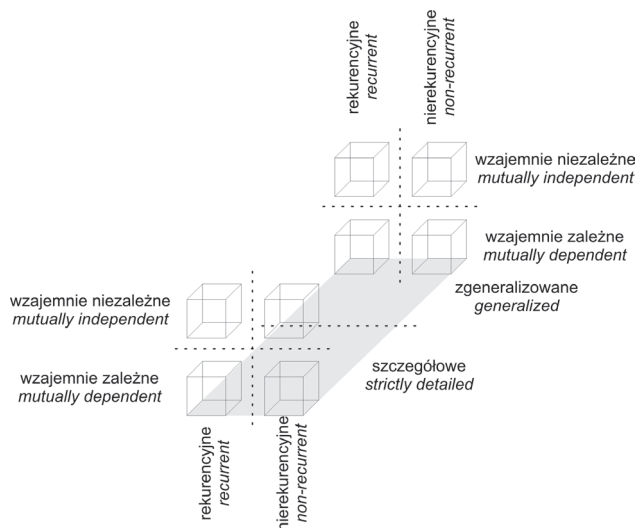 rekurencyjne
recurrent
nierekurencyjne
non-recurrent
wzajemnie niezależne
mutually independent
wzajemnie zależne
mutually dependent
zgeneralizowane
generalized
wzajemnie niezależne
mutually independent
szczegółowe
strictly detailed
wzajemnie zależne
mutually dependent
rekurencyjne
recurrent
nierekurencyjne
non-recurrent